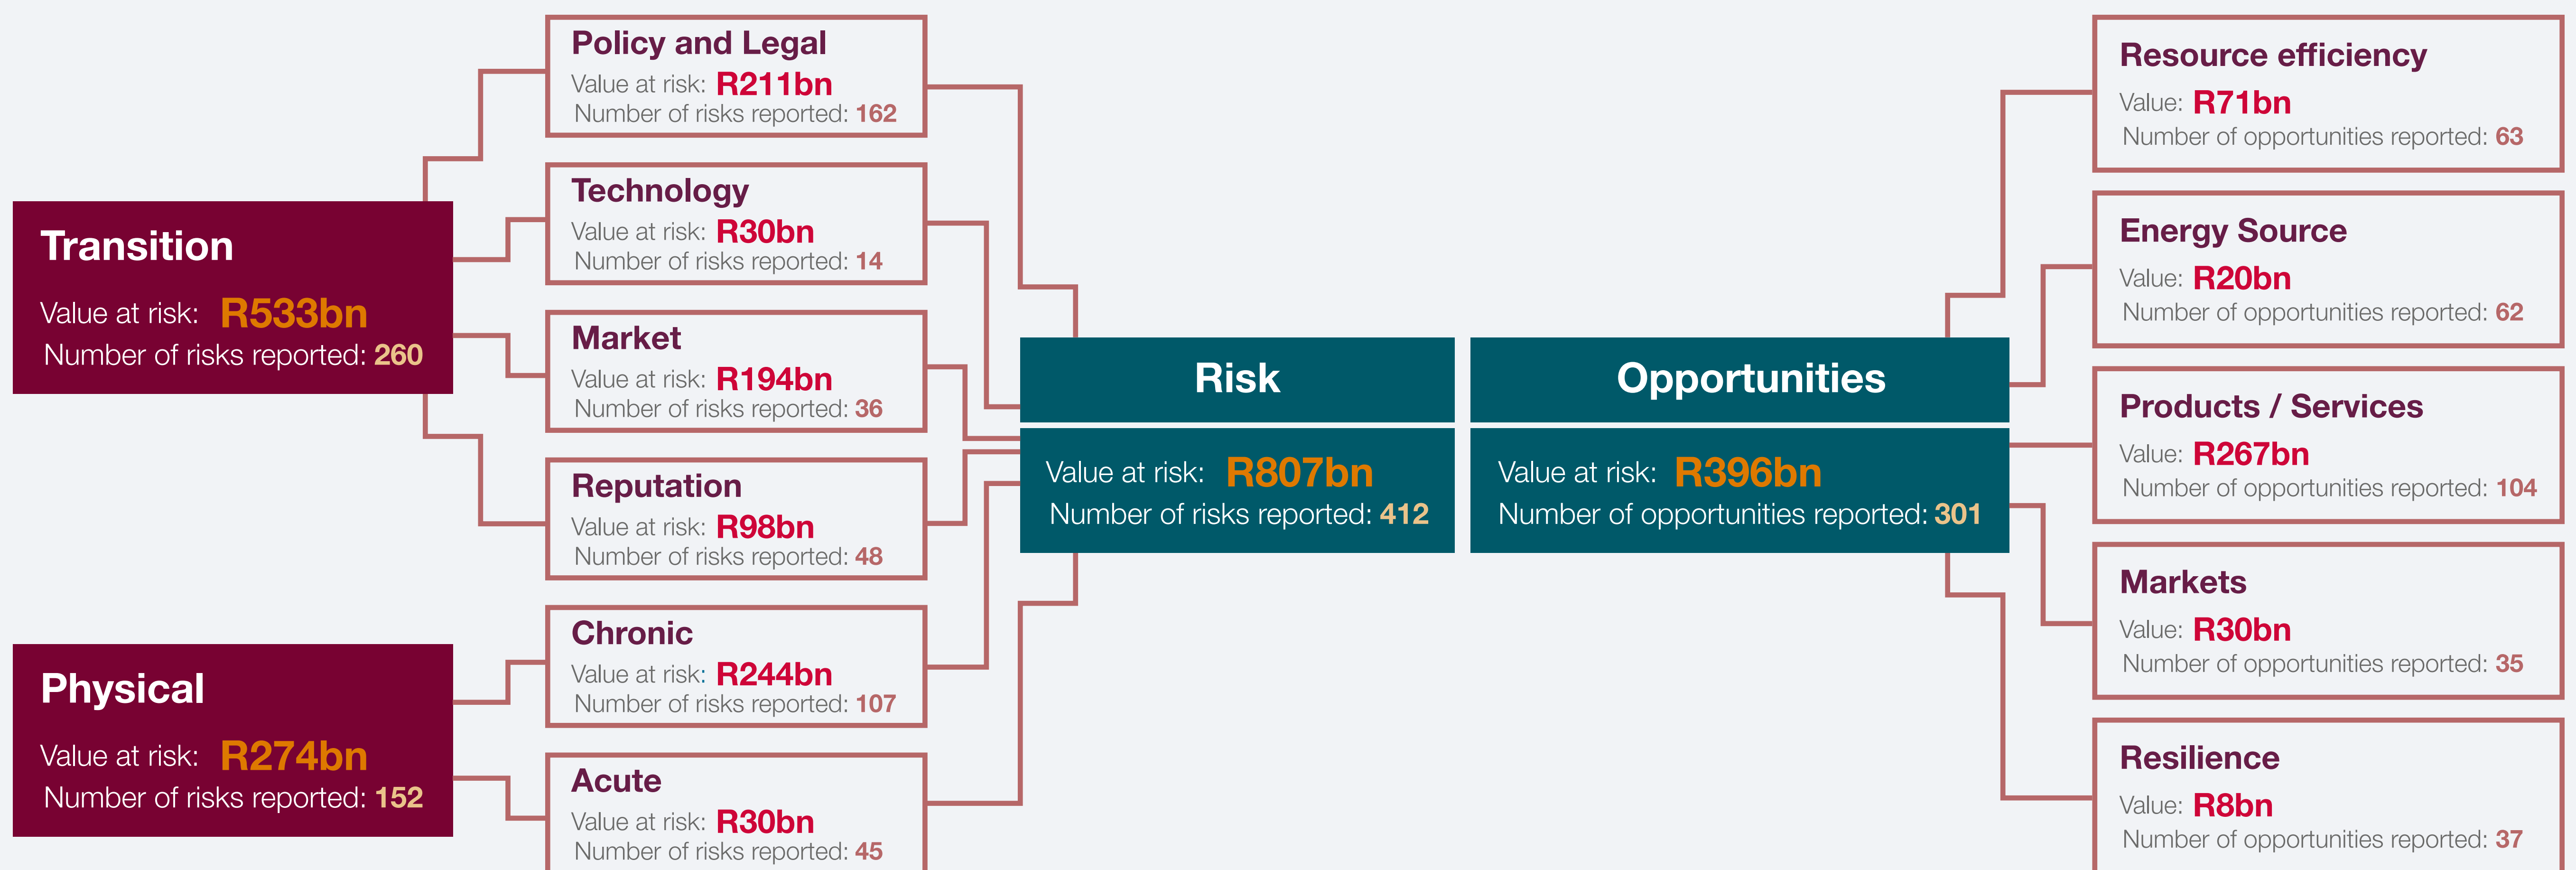 Transition
Value at risk: R533bn
Number of risks reported: 260
Physical
Value at risk: R274bn
Number of risks reported: 152
Policy and Legal
Value at risk: R211bn
Number of risks reported: 162
Technology
Value at risk: R30bn
Number of risks reported: 14
Market
Value at risk: R194bn
Number of risks reported: 36
Reputation
Value at risk: R98bn
Number of risks reported: 48
Chronic
Value at risk: R244bn
Number of risks reported: 107
Acute
Value at risk: R30bn
Number of risks reported: 45
Risk
Value at risk: R807bn
Number of risks reported: 412
Opportunities
Value at risk: R396bn
Number of opportunities reported: 301
Resource efficiency
Value: R71bn
Number of opportunities reported: 63
Energy Source
Value: R20bn
Number of opportunities reported: 62
Products / Services
Value: R267bn
Number of opportunities reported: 104
Markets
Value: R30bn
Number of opportunities reported: 35
Resilience
Value: R8bn
Number of opportunities reported: 37